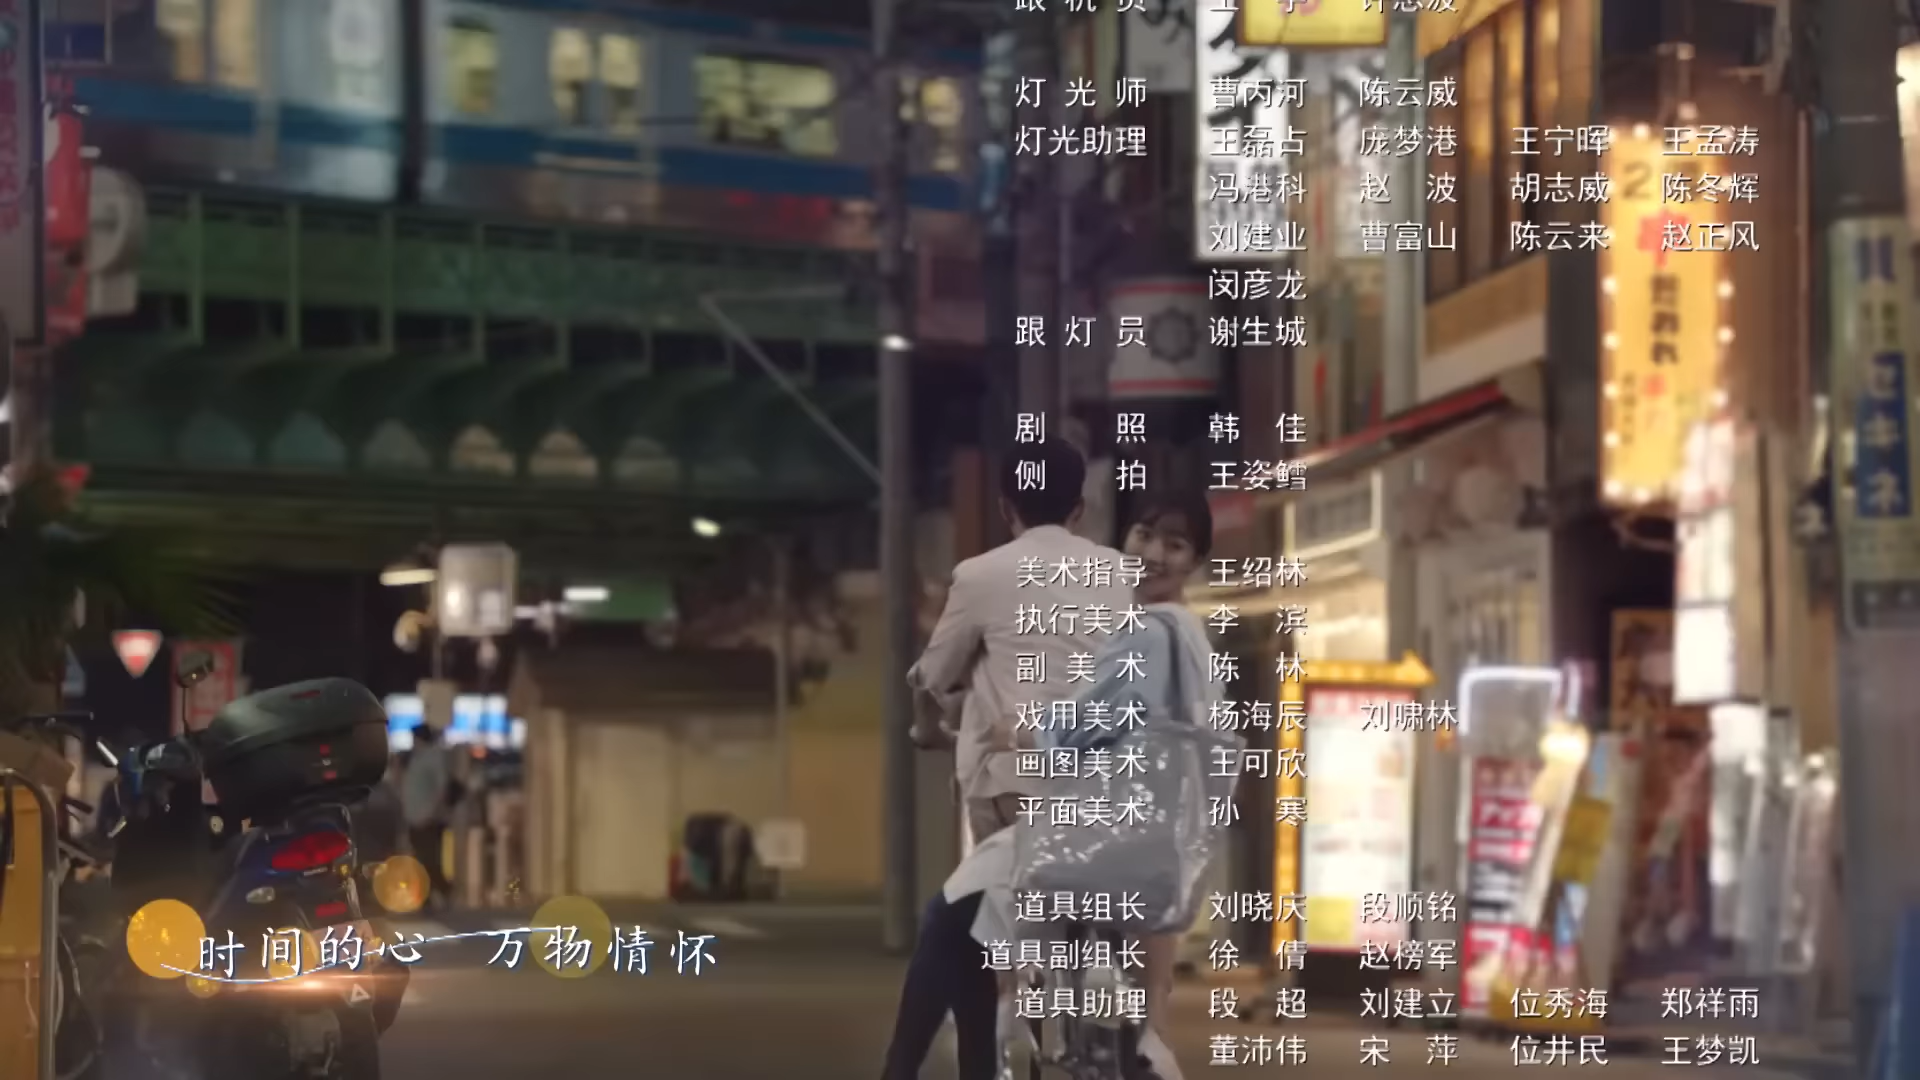 灯光师 曹丙河 陈云威
灯光助理 王磊占 庞梦港 王宁晖 王孟涛
冯港科 赵波 胡志威 陈冬辉
刘建业 曹富山 陈云来 赵正风
闵彦龙
跟灯员 谢生城
剧照 韩佳
侧拍 王姿鳕
美术指导 王绍林
执行美术 李滨
副美术 陈林
戏用美术 杨海辰 刘啸林
画图美术 王可欣
平面美术 孙寒
道具组长 刘晓庆 段顺铭
道具副组长 徐倩 赵榜军
道具助理 段超 刘建立 位秀海 郑祥雨
董沛伟 宋萍 位井民 王梦凯
时间的心 万物情怀
セキネ